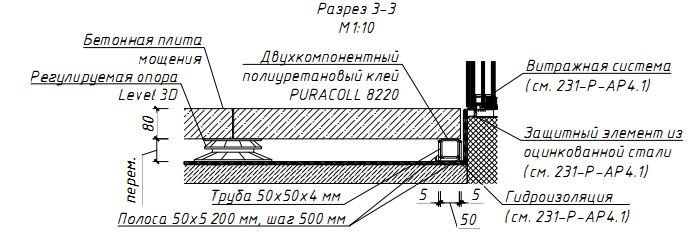 Разрез 3-3
М1:10
Бетонная плита
мощения
Регулируемая опора
Level 3D
Двухкомпонентный
полиуретановый клей
PURACOLL 8220
Витражная система
(см. 231-Р-АР4.1)
80
перем.
Защитный элемент из
оцинкованной стали
(см. 231-Р-АР4.1)
Труба 50х50х4 мм
Полоса 50х5 200 мм, шаг 500 мм
5
5
50
Гидроизоляция
(см. 231-Р-АР4.1)